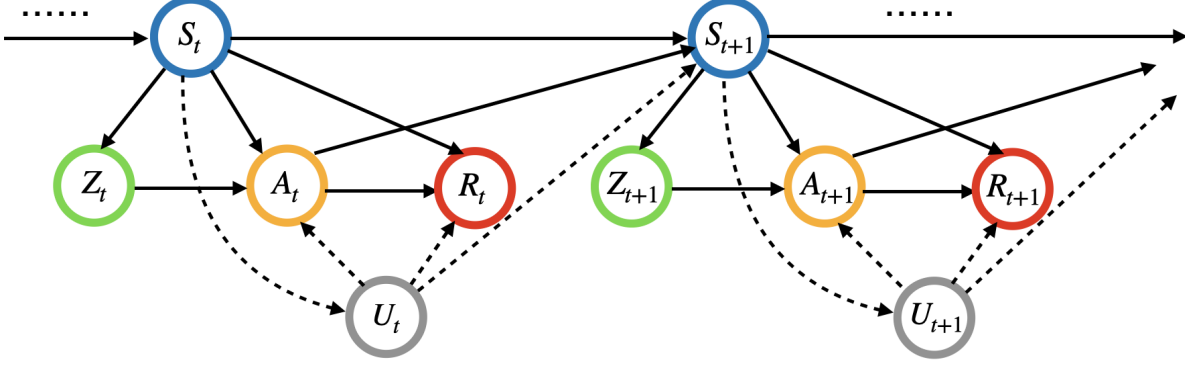 ...... ......
S_t S_{t+1}
Z_t A_t R_t Z_{t+1} A_{t+1} R_{t+1}
U_t U_{t+1}